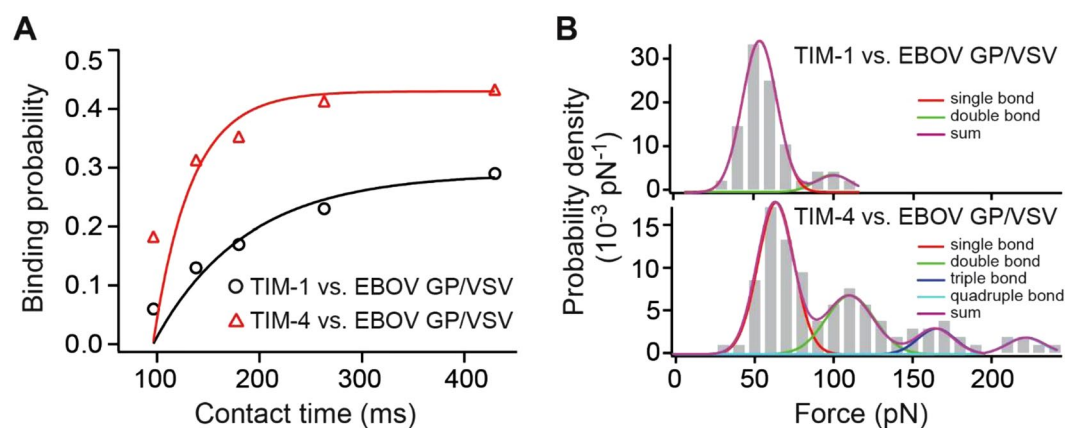 A
0.5
0.4
0.3
0.2
0.1
0.0
Binding probability
TIM-1 vs. EBOV GP/VSV
TIM-4 vs. EBOV GP/VSV
100
200
300
400
Contact time (ms)
B
Probability density
(10⁻³ pN⁻¹)
30
20
10
0
TIM-1 vs. EBOV GP/VSV
single bond
double bond
sum
15
10
5
0
TIM-4 vs. EBOV GP/VSV
single bond
double bond
triple bond
quadruple bond
sum
0
50
100
150
200
Force (pN)